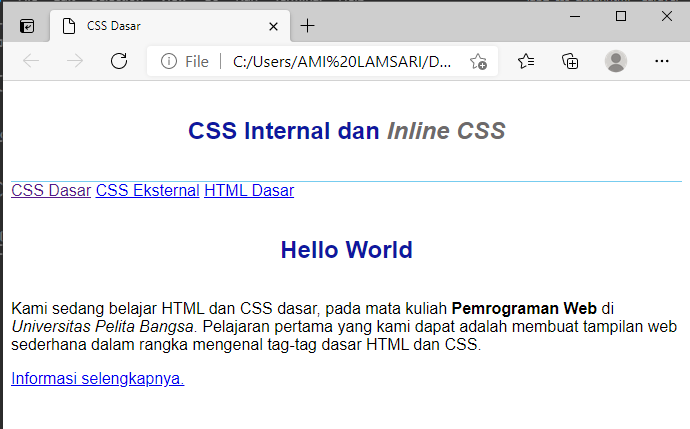 CSS Dasar
File
C:/Users/AMI%20LAMSARI/D...
CSS Internal dan Inline CSS
CSS Dasar CSS Eksternal HTML Dasar
Hello World
Kami sedang belajar HTML dan CSS dasar, pada mata kuliah Pemrograman Web di
Universitas Pelita Bangsa. Pelajaran pertama yang kami dapat adalah membuat tampilan web
sederhana dalam rangka mengenal tag-tag dasar HTML dan CSS.
Informasi selengkapnya.